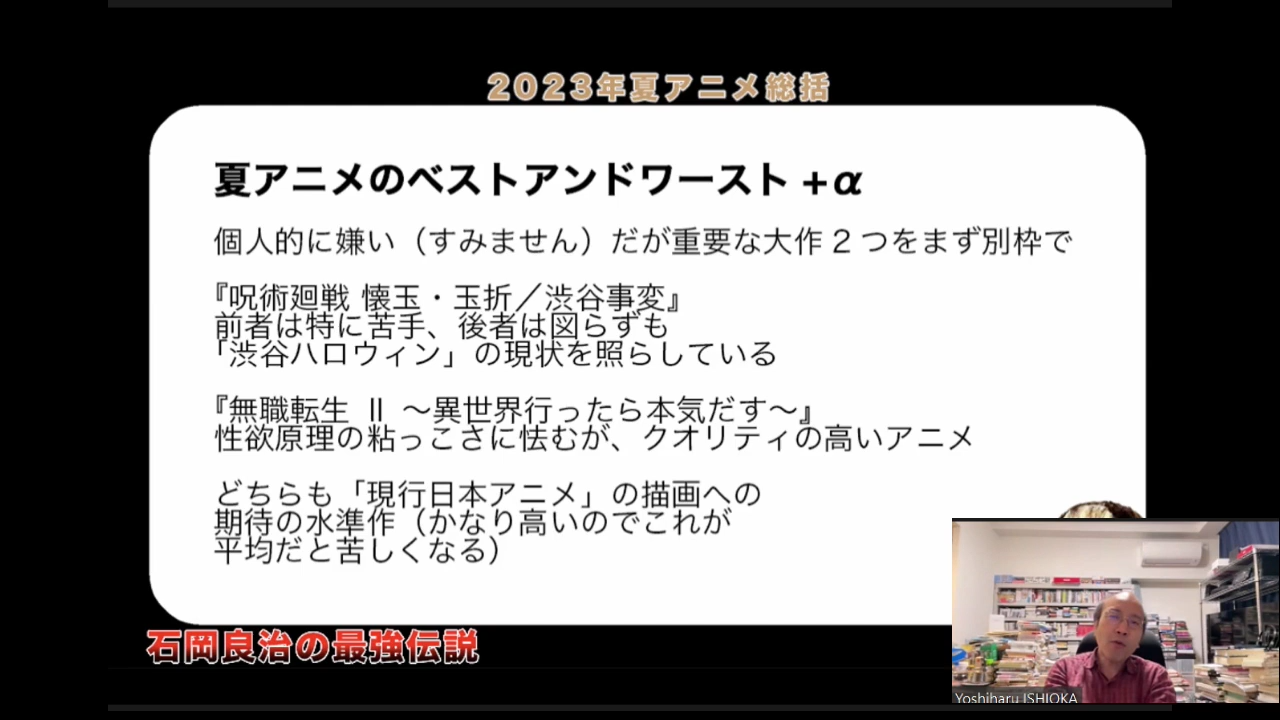 2023年夏アニメ総括
夏アニメのベストアンドワースト +α
個人的に嫌い（すみません）だが重要な大作 2 つをまず別枠で
『呪術廻戦 懐玉・玉折／渋谷事変』
前者は特に苦手、後者は図らずも
「渋谷ハロウィン」の現状を照らしている
『無職転生 Ⅱ ～異世界行ったら本気だす～』
性欲原理の粘っこさに怯むが、クオリティの高いアニメ
どちらも「現行日本アニメ」の描画への
期待の水準作（かなり高いのでこれが
平均だと苦しくなる）
石岡良治の最強伝説
Yoshiharu ISHIOKA